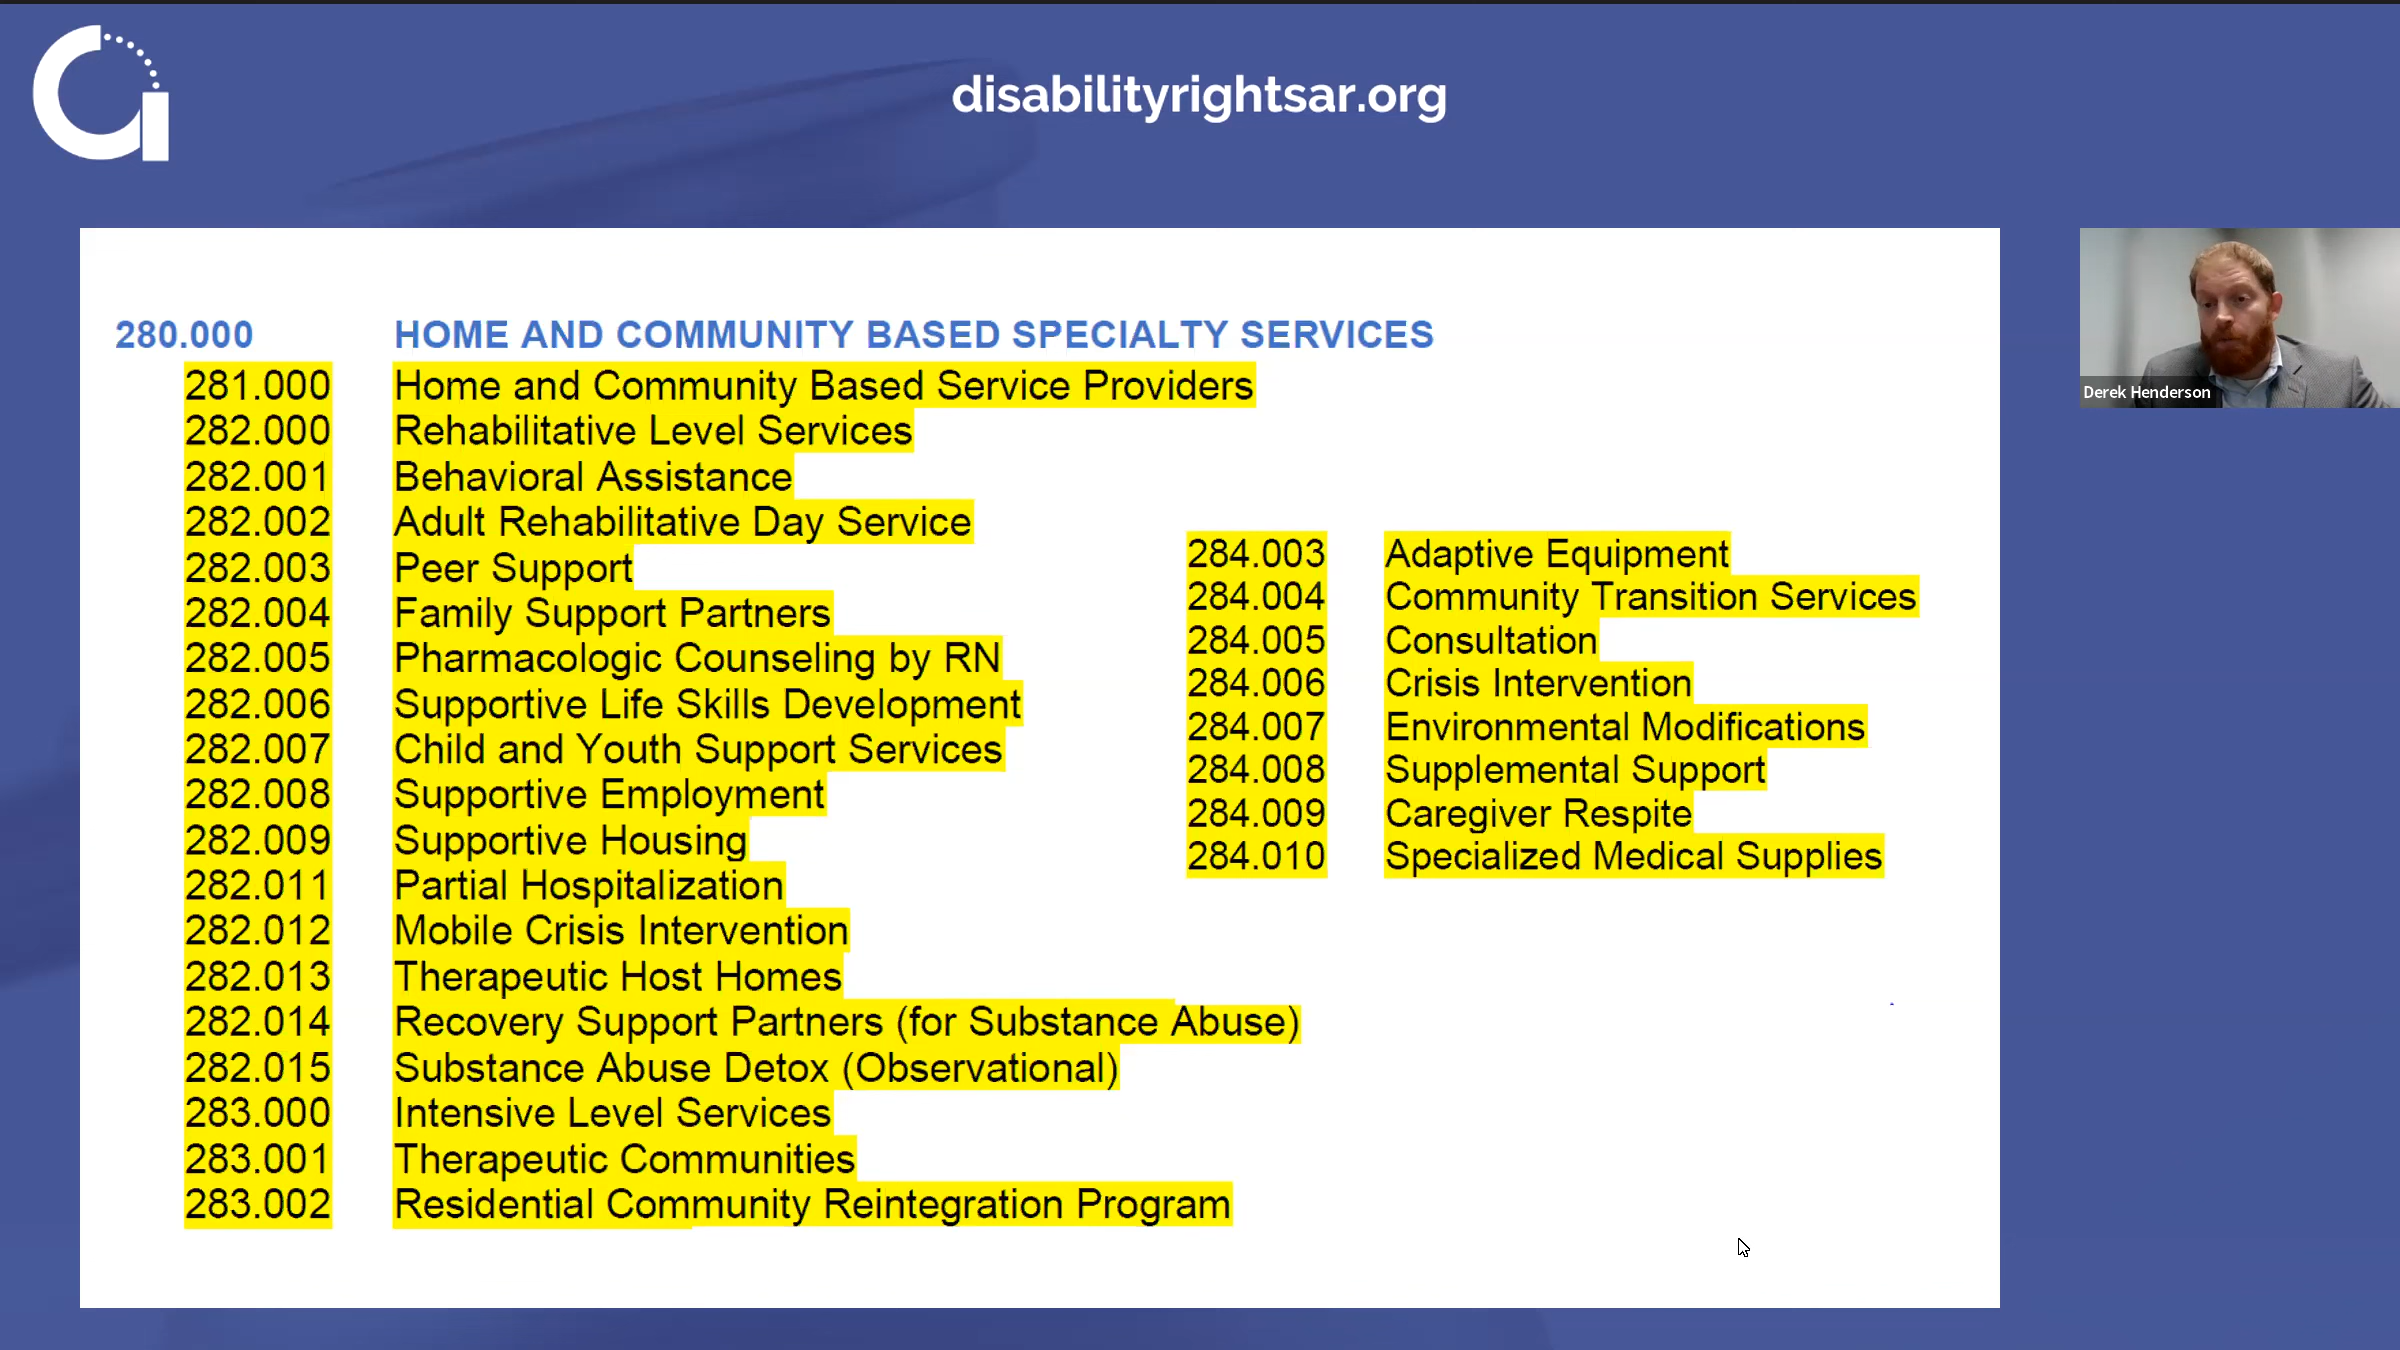 disabilityrightsar.org
280.000 HOME AND COMMUNITY BASED SPECIALTY SERVICES
281.000 Home and Community Based Service Providers
282.000 Rehabilitative Level Services
282.001 Behavioral Assistance
282.002 Adult Rehabilitative Day Service
282.003 Peer Support
282.004 Family Support Partners
282.005 Pharmacologic Counseling by RN
282.006 Supportive Life Skills Development
282.007 Child and Youth Support Services
282.008 Supportive Employment
282.009 Supportive Housing
282.011 Partial Hospitalization
282.012 Mobile Crisis Intervention
282.013 Therapeutic Host Homes
282.014 Recovery Support Partners (for Substance Abuse)
282.015 Substance Abuse Detox (Observational)
283.000 Intensive Level Services
283.001 Therapeutic Communities
283.002 Residential Community Reintegration Program
284.003 Adaptive Equipment
284.004 Community Transition Services
284.005 Consultation
284.006 Crisis Intervention
284.007 Environmental Modifications
284.008 Supplemental Support
284.009 Caregiver Respite
284.010 Specialized Medical Supplies
Derek Henderson